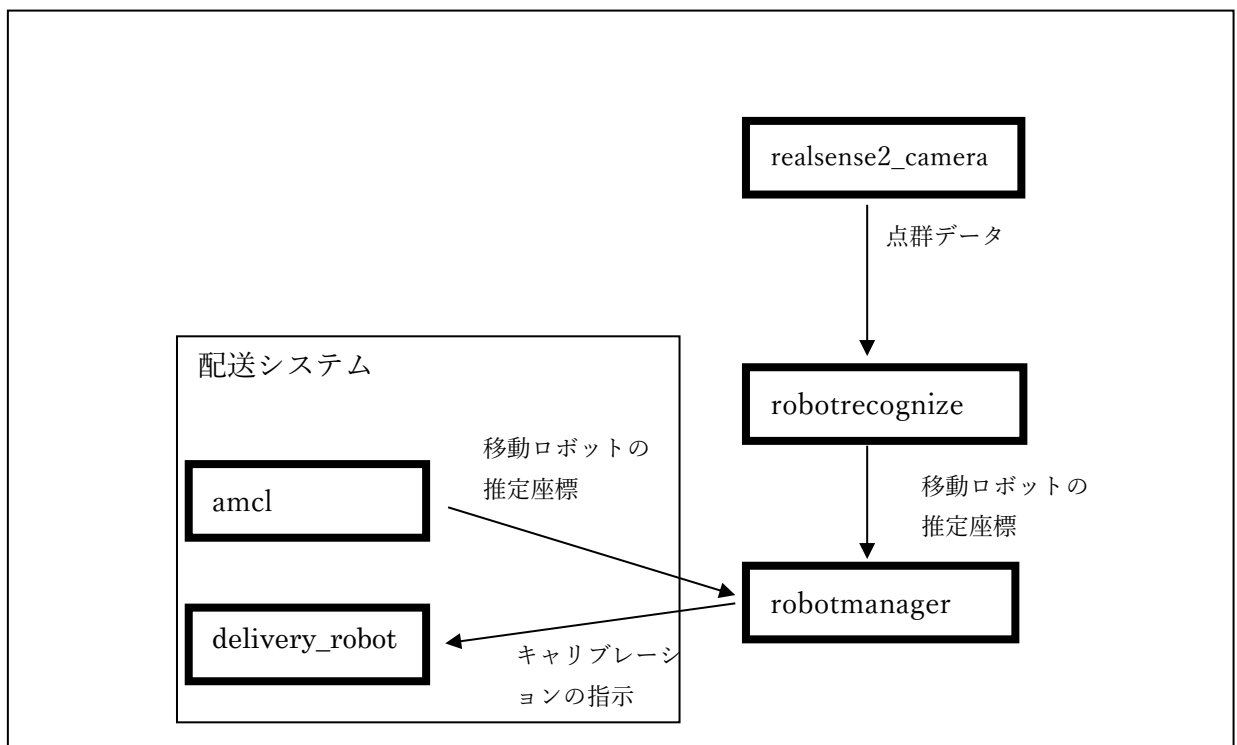 realsense2_camera
点群データ
配送システム
robotrecognize
移動ロボットの
推定座標
amcl
移動ロボットの
推定座標
robotmanager
delivery_robot
キャリブレーシ
ョンの指示